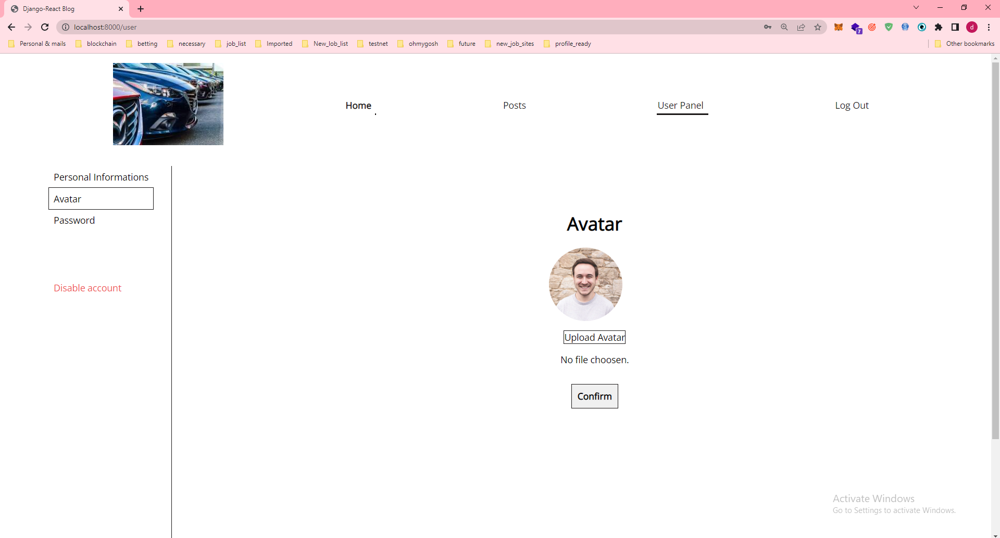 Django-React Blog
localhost:8000/user
7
d
Personal & mails blockchain betting necessary job_list Imported New_Iob_list testnet ohmygosh future new_job_sites profile_ready Other bookmarks
Home Posts User Panel Log Out
Personal Informations
Avatar
Password
Disable account
Avatar
Upload Avatar
No file choosen.
Confirm
Activate Windows
Go to Settings to activate Windows.